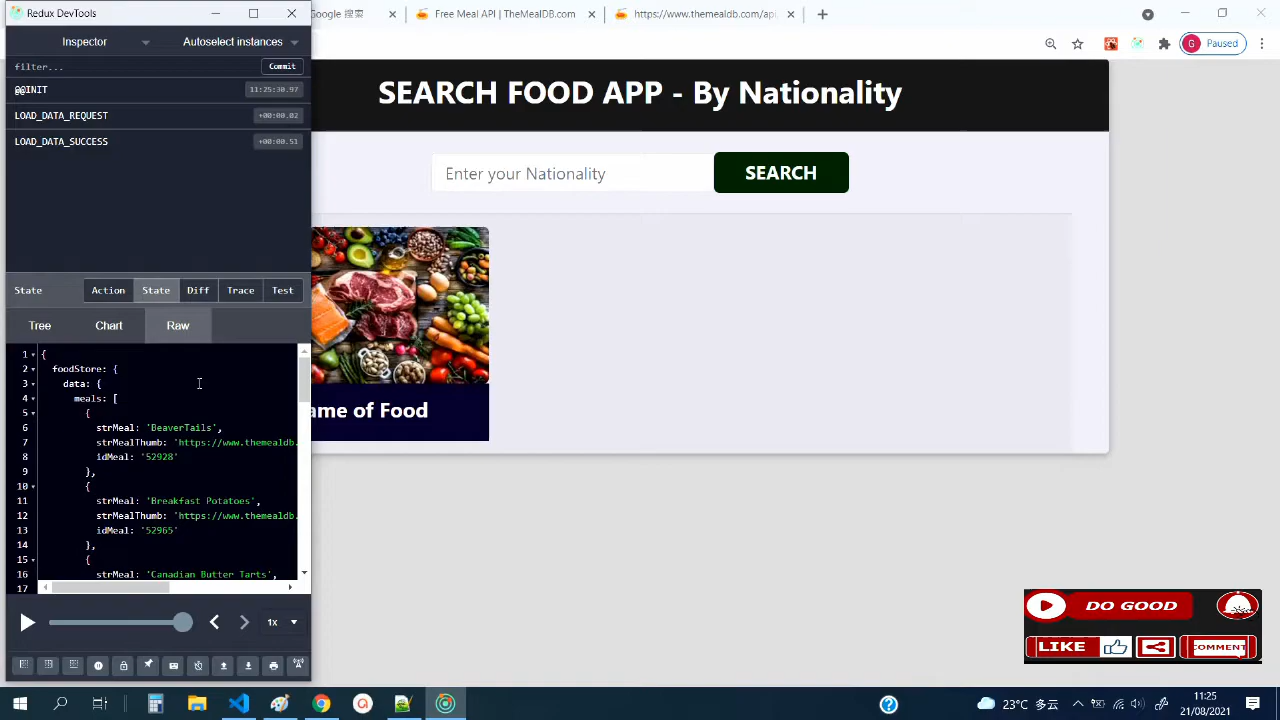 Redux DevTools
Google 搜索
Free Meal API | TheMealDB.com
https://www.themealdb.com/ap
Inspector
Autoselect instances
filter...
Commit
G Paused
@@INIT
11:25:30.97
LOAD_DATA_REQUEST
+00:00.02
LOAD_DATA_SUCCESS
+00:00.51
SEARCH FOOD APP - By Nationality
Enter your Nationality
SEARCH
State
Action
State
Diff
Trace
Test
Tree
Chart
Raw
1 {
2 foodStore: {
3 data: {
4 meals: [
5 {
6 strMeal: 'BeaverTails',
7 strMealThumb: 'https://www.themealdb.
8 idMeal: '52928'
9 },
10 {
11 strMeal: 'Breakfast Potatoes',
12 strMealThumb: 'https://www.themealdb.
13 idMeal: '52965'
14 },
15 {
16 strMeal: 'Canadian Butter Tarts',
17
ame of Food
1x
DO GOOD
LIKE
COMMENT
23°C 多云
11:25
21/08/2021